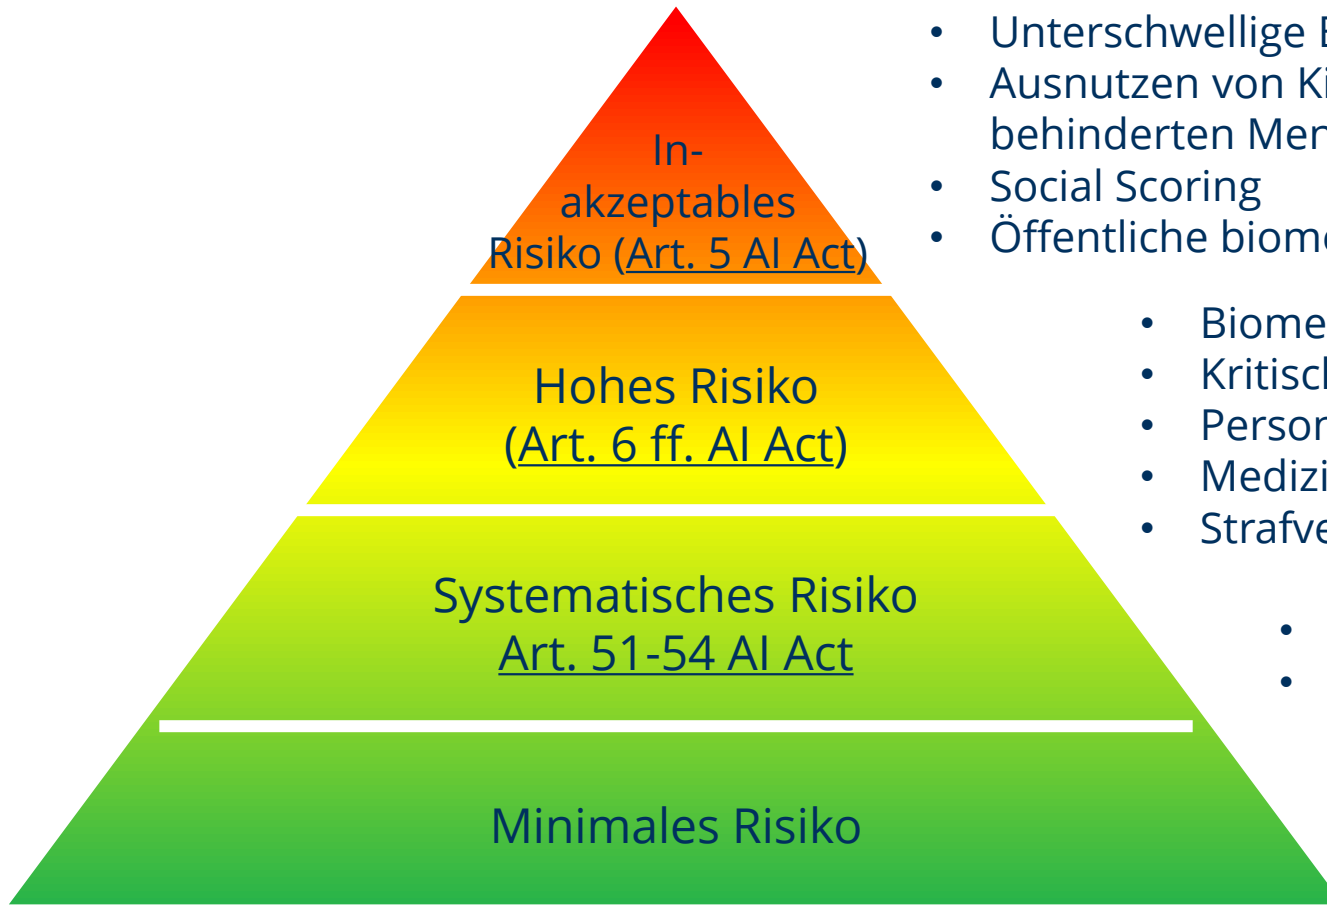 • Unterschwellige
• Ausnutzen von
behinderten
• Social Scoring
• Öffentliche
In-
akzeptables
Risiko (Art. 5 AI Act)
•
•
•
•
•
Hohes Risiko
(Art. 6 ff. AI Act)
Systematisches Risiko
Art. 51-54 AI Act
•
•
Minimales Risiko